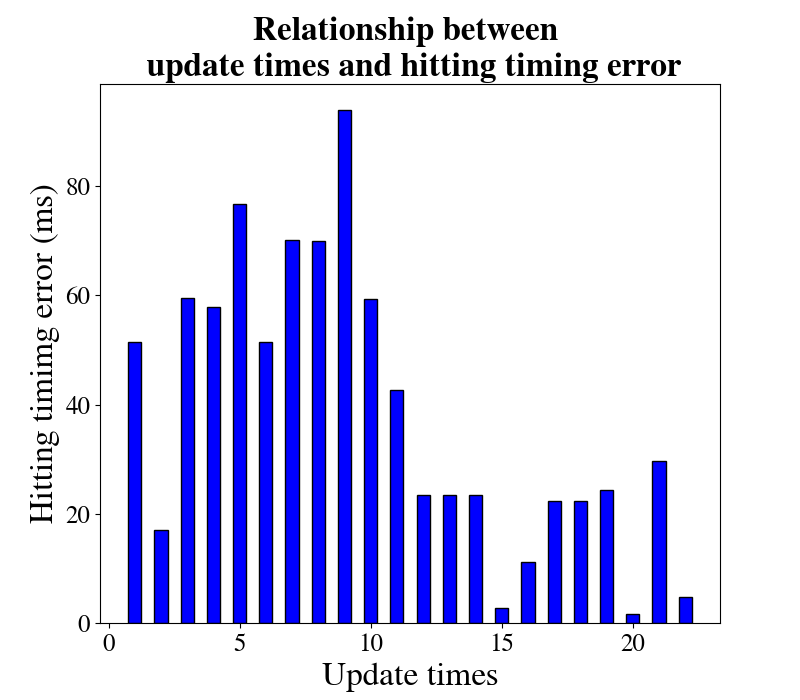 Relationship between
update times and hitting timing error
Hitting timimg error (ms)
80
60
40
20
0
0 5 10 15 20
Update times